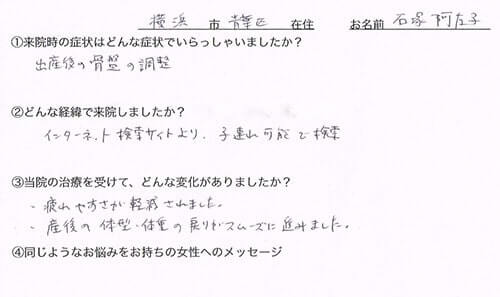 横浜 市 青葉区 在住 お名前 石塚 阿左子
①来院時の症状はどんな症状でいらっしゃいましたか？
出産後の骨盤の調整
②どんな経緯で来院しましたか？
インターネット検索サイトより、子連れ可能で検索
③当院の治療を受けて、どんな変化がありましたか？
・疲れやすさが軽減されました。
・産後の体型・体重の戻りがスムーズに進みました。
④同じようなお悩みをお持ちの女性へのメッセージ